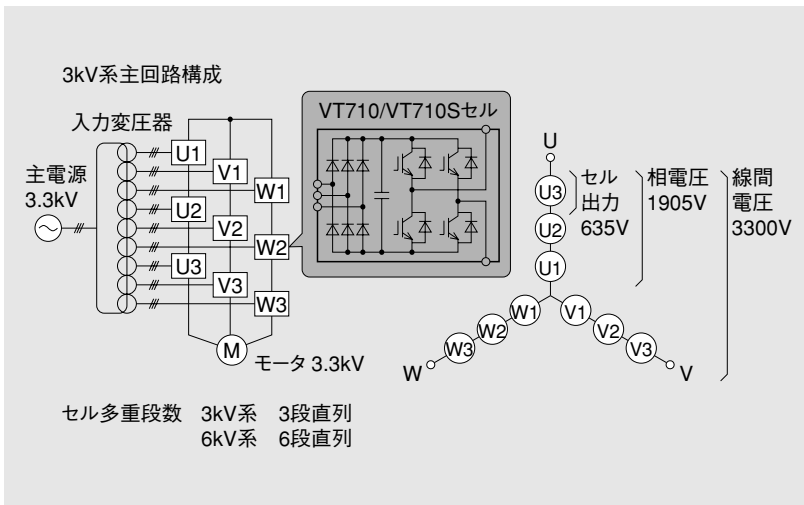 3kV系主回路構成
入力変圧器
主電源
3.3kV
U1
V1
W1
U2
V2
W2
U3
V3
W3
M
モータ 3.3kV
VT710/VT710Sセル
U
U3
U2
U1
W1
W2
W3
W
V1
V2
V3
V
セル
出力
635V
相電圧
1905V
線間
電圧
3300V
セル多重段数 3kV系 3段直列
6kV系 6段直列